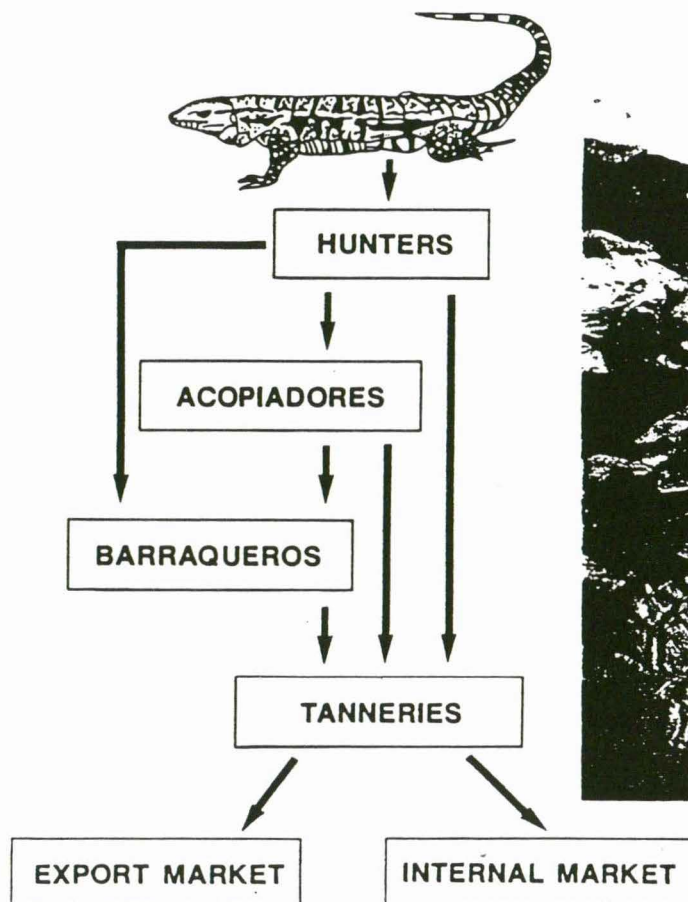 HUNTERS
ACOPIADORES
BARRAQUEROS
TANNERIES
EXPORT MARKET
INTERNAL MARKET